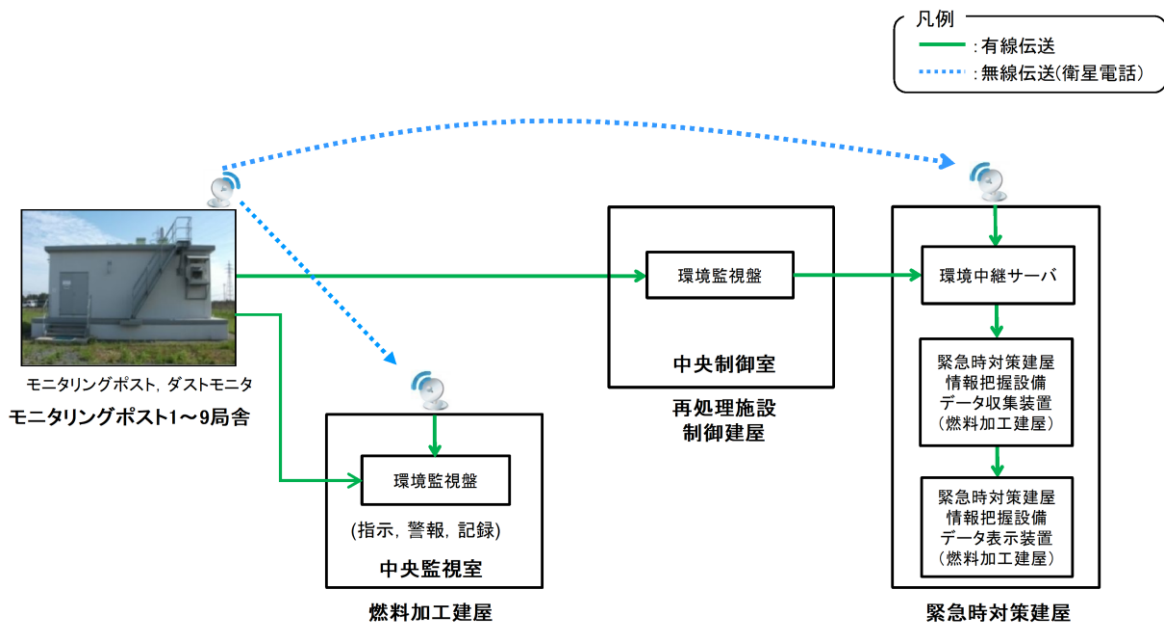 凡例
：有線伝送
：無線伝送(衛星電話)
モニタリングポスト，ダストモニタ
モニタリングポスト1～9局舎
環境監視盤
(指示，警報，記録)
中央監視室
燃料加工建屋
環境監視盤
中央制御室
再処理施設
制御建屋
環境中継サーバ
緊急時対策建屋
情報把握設備
データ収集装置
(燃料加工建屋)
緊急時対策建屋
情報把握設備
データ表示装置
(燃料加工建屋)
緊急時対策建屋